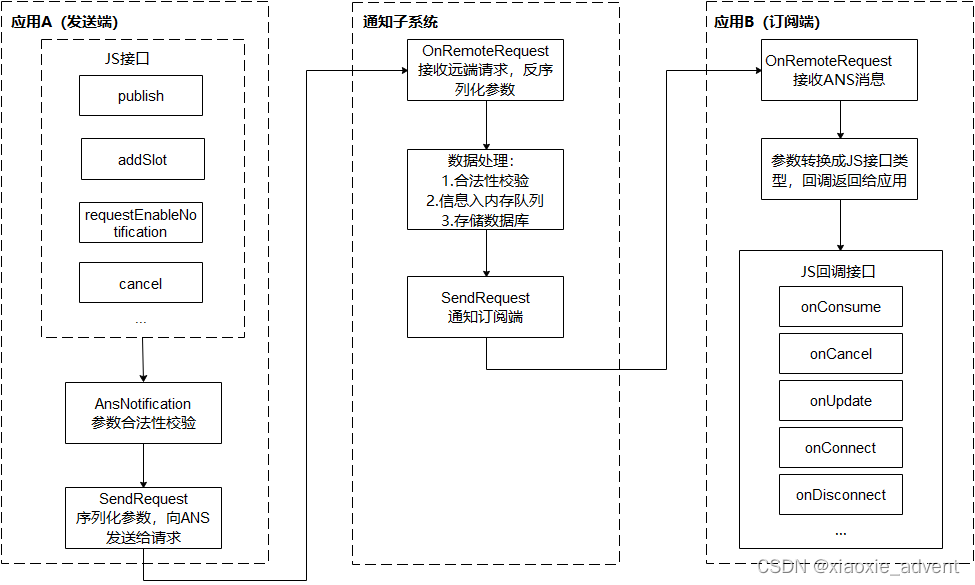 应用A（发送端）
JS接口
publish
addSlot
requestEnableNo
tification
cancel
...
AnsNotification
参数合法性校验
SendRequest
序列化参数，向ANS
发送给请求
通知子系统
OnRemoteRequest
接收远端请求，反序
列化参数
数据处理：
1.合法性校验
2.信息入内存队列
3.存储数据库
SendRequest
通知订阅端
应用B（订阅端）
OnRemoteRequest
接收ANS消息
参数转换成JS接口类
型，回调返回给应用
JS回调接口
onConsume
onCancel
onUpdate
onConnect
onDisconnect
...
CSDN @xiaoxie_advent